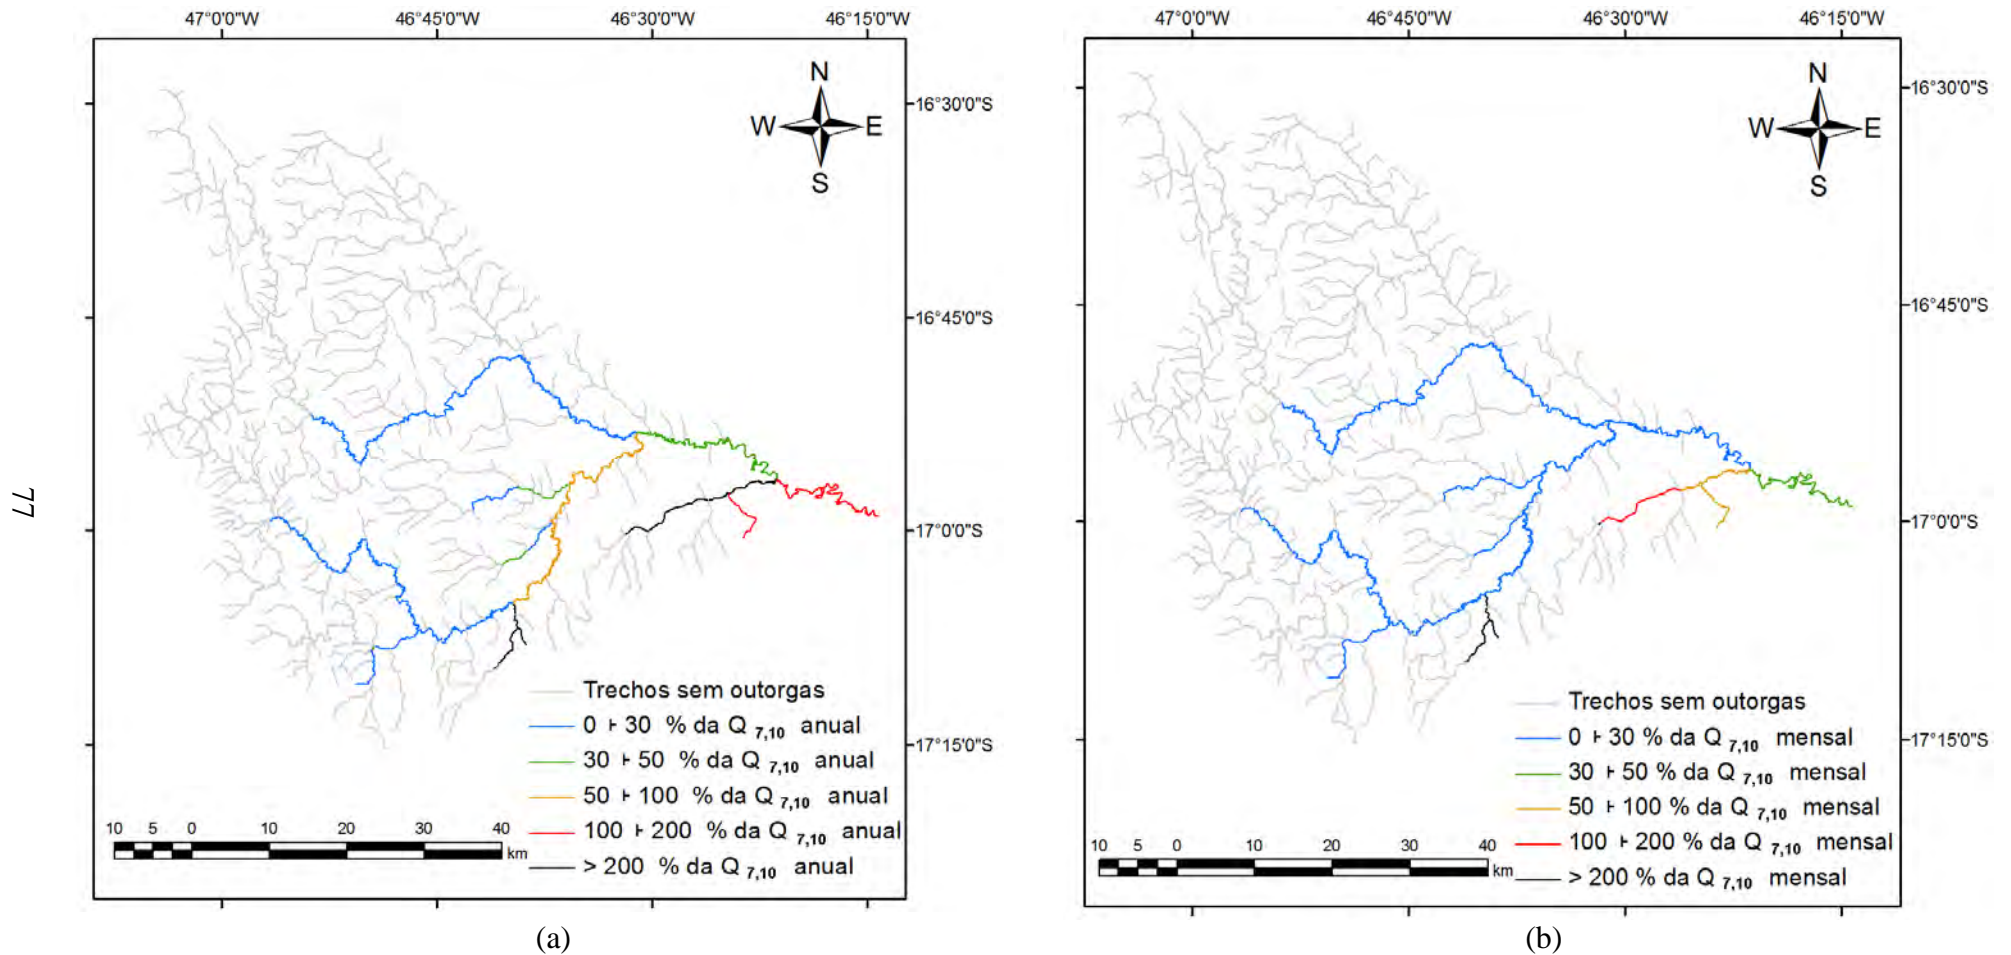 47°0'0"W 46°45'0"W 46°30'0"W 46°15'0"W
N
W E
S
16°30'0"S
16°45'0"S
17°0'0"S
17°15'0"S
Trechos sem outorgas
0 ⊦ 30 % da Q 7,10 anual
30 ⊦ 50 % da Q 7,10 anual
50 ⊦ 100 % da Q 7,10 anual
100 ⊦ 200 % da Q 7,10 anual
> 200 % da Q 7,10 anual
10 5 0 10 20 30 40
km
(a)
47°0'0"W 46°45'0"W 46°30'0"W 46°15'0"W
N
W E
S
16°30'0"S
16°45'0"S
17°0'0"S
17°15'0"S
Trechos sem outorgas
0 ⊦ 30 % da Q 7,10 mensal
30 ⊦ 50 % da Q 7,10 mensal
50 ⊦ 100 % da Q 7,10 mensal
100 ⊦ 200 % da Q 7,10 mensal
> 200 % da Q 7,10 mensal
10 5 0 10 20 30 40
km
(b)
77